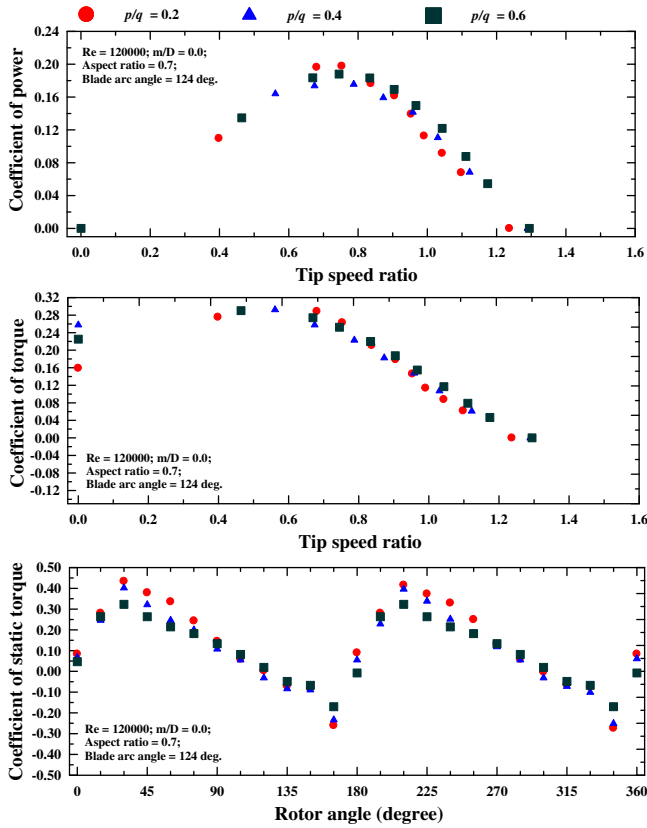 p/q = 0.2 p/q = 0.4 p/q = 0.6
Coefficient of power
0.24
0.20
0.16
0.12
0.08
0.04
0.00
Re = 120000; m/D = 0.0;
Aspect ratio = 0.7;
Blade arc angle = 124 deg.
0.0 0.2 0.4 0.6 0.8 1.0 1.2 1.4 1.6
Tip speed ratio
Coefficient of torque
0.32
0.28
0.24
0.20
0.16
0.12
0.08
0.04
0.00
-0.04
-0.08
-0.12
Re = 120000; m/D = 0.0;
Aspect ratio = 0.7;
Blade arc angle = 124 deg.
0.0 0.2 0.4 0.6 0.8 1.0 1.2 1.4 1.6
Tip speed ratio
Coefficient of static torque
0.50
0.40
0.30
0.20
0.10
0.00
-0.10
-0.20
-0.30
-0.40
-0.50
Re = 120000; m/D = 0.0;
Aspect ratio = 0.7;
Blade arc angle = 124 deg.
0 45 90 135 180 225 270 315 360
Rotor angle (degree)